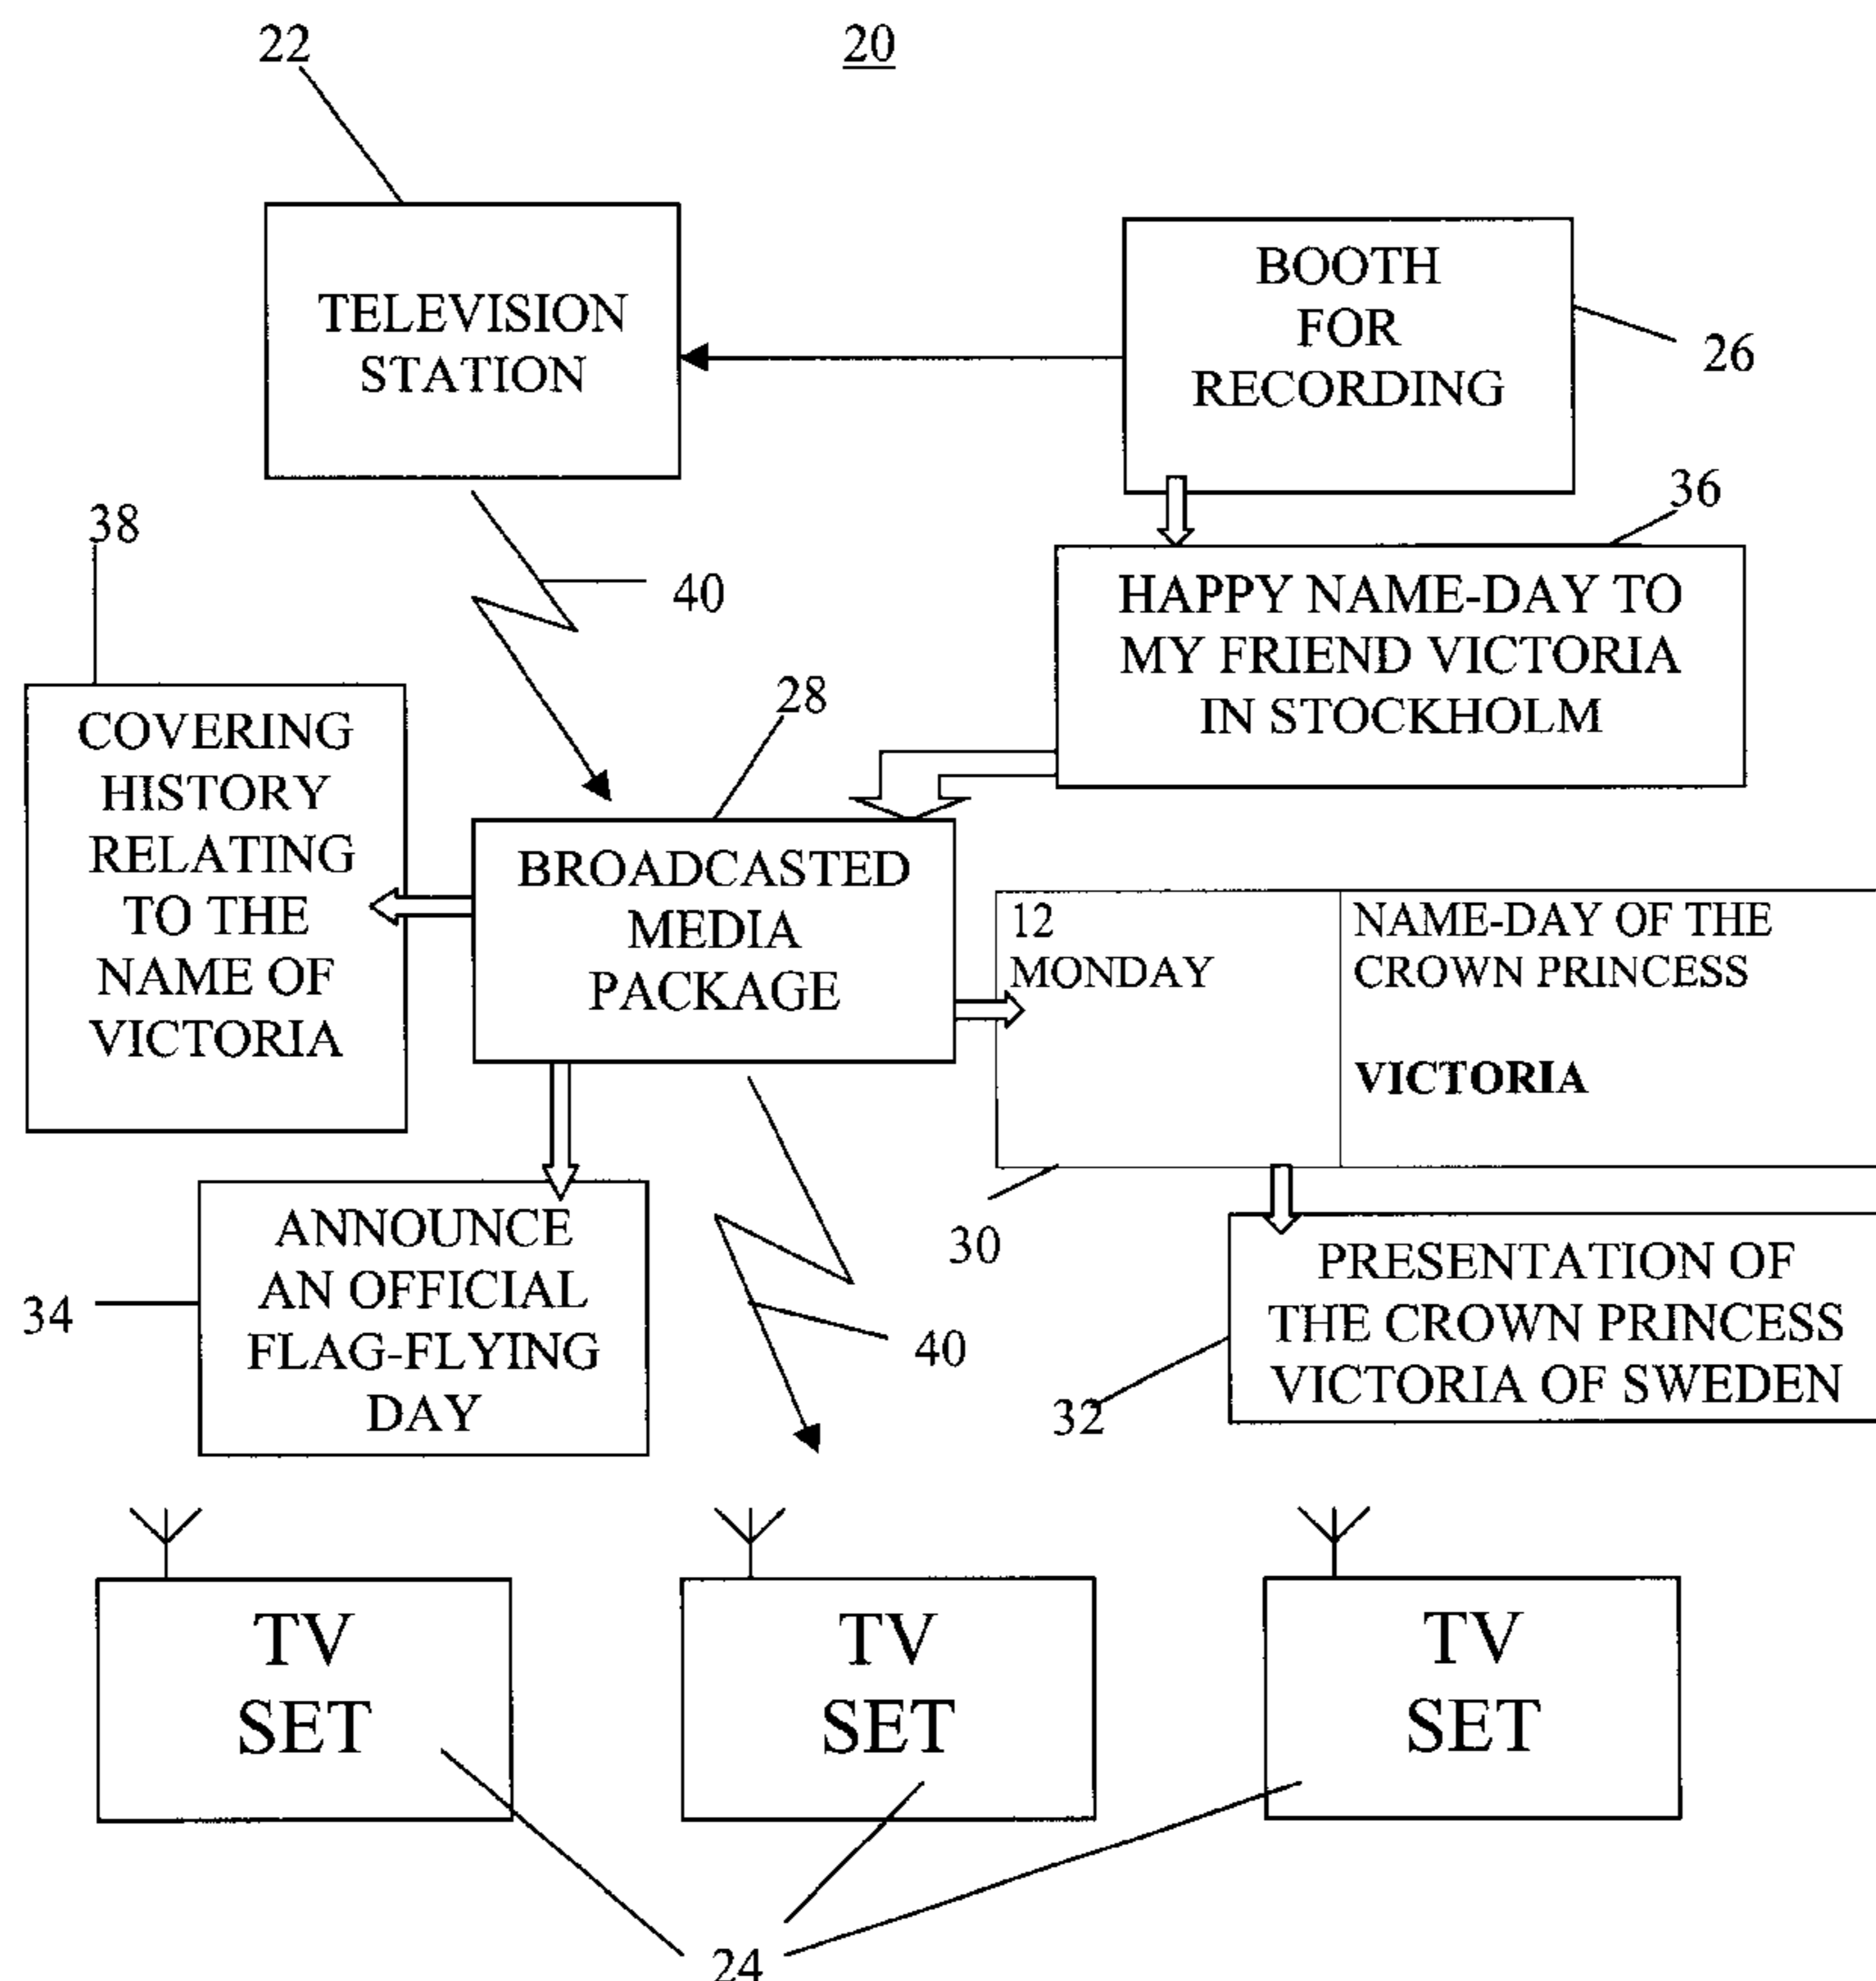 22
20
TELEVISION
STATION
BOOTH
FOR
RECORDING
26
36
38
40
HAPPY NAME-DAY TO
MY FRIEND VICTORIA
IN STOCKHOLM
28
COVERING
HISTORY
RELATING
TO THE
NAME OF
VICTORIA
BROADCASTED
MEDIA
PACKAGE
12
MONDAY
NAME-DAY OF THE
CROWN PRINCESS
VICTORIA
30
ANNOUNCE
AN OFFICIAL
FLAG-FLYING
DAY
34
40
PRESENTATION OF
THE CROWN PRINCESS
VICTORIA OF SWEDEN
32
TV
SET
TV
SET
TV
SET
24